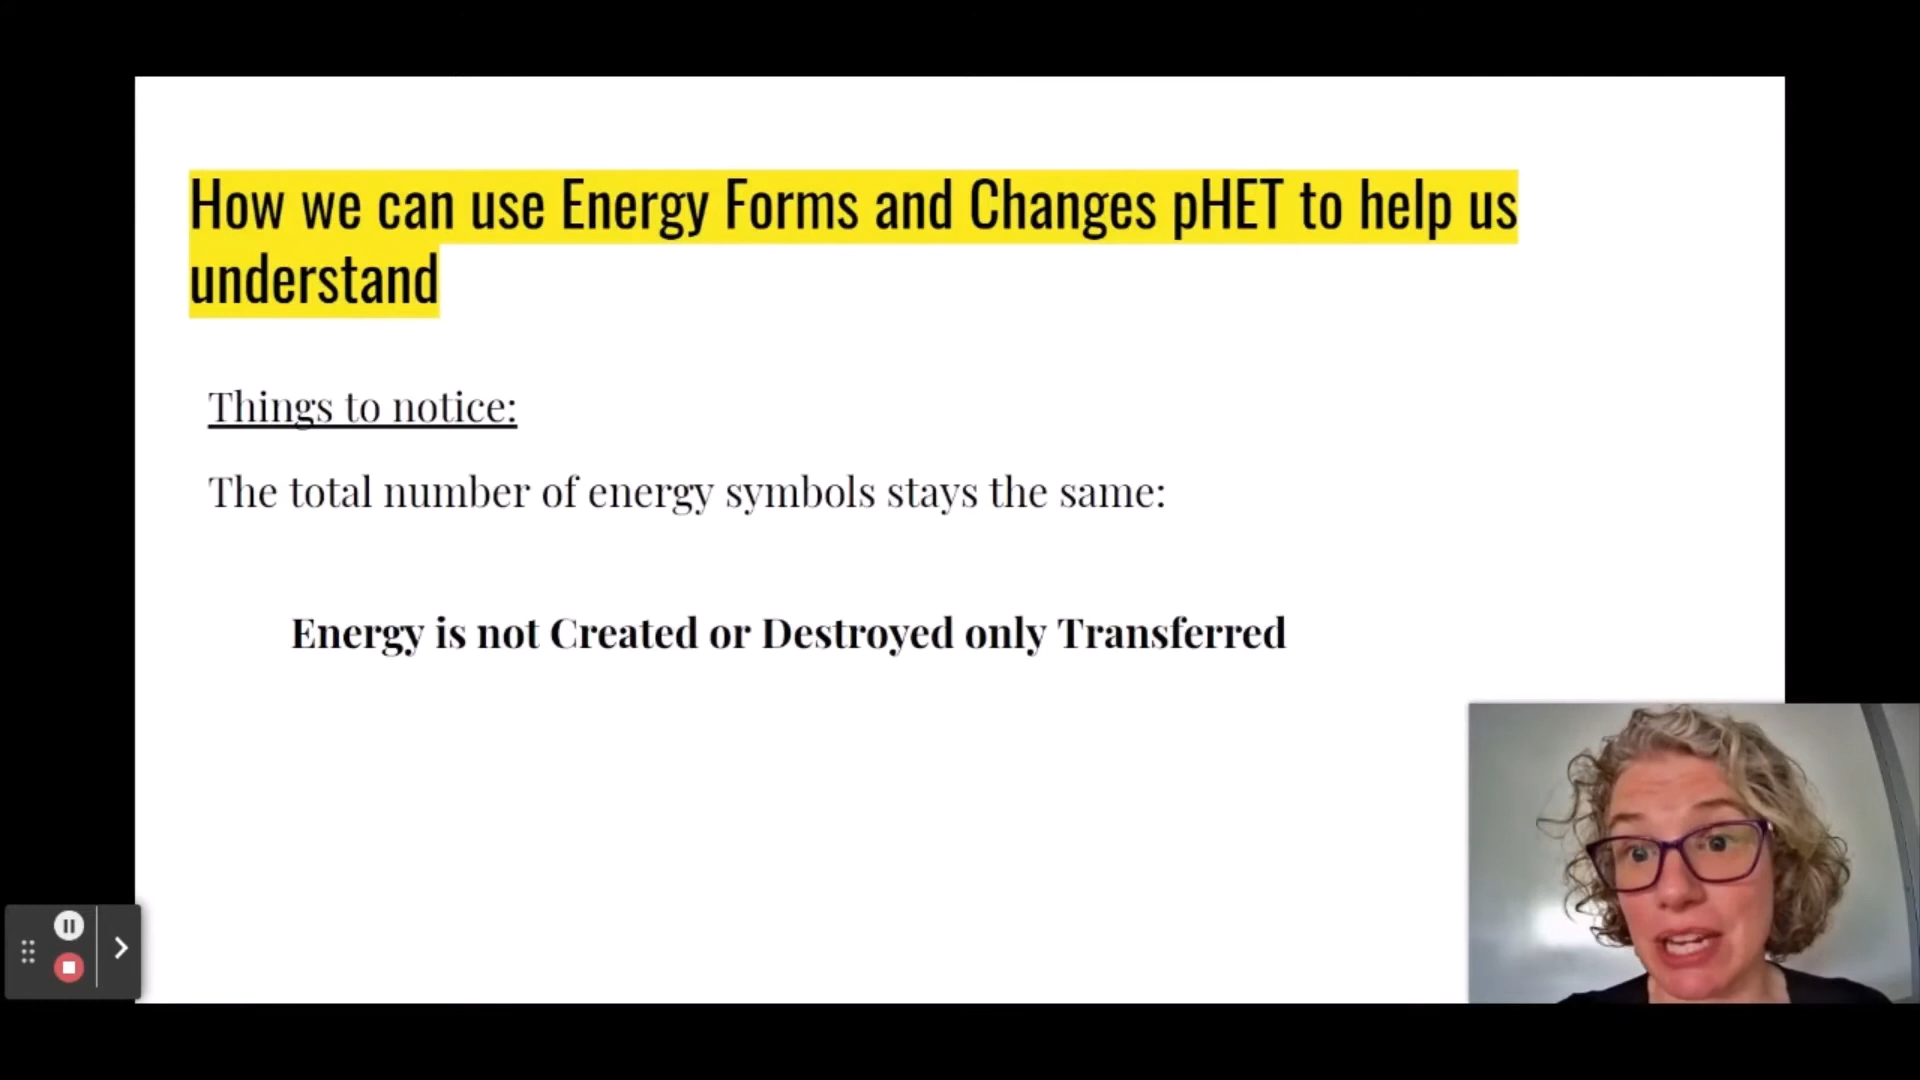 How we can use Energy Forms and Changes pHET to help us
understand
Things to notice:
The total number of energy symbols stays the same:
Energy is not Created or Destroyed only Transferred